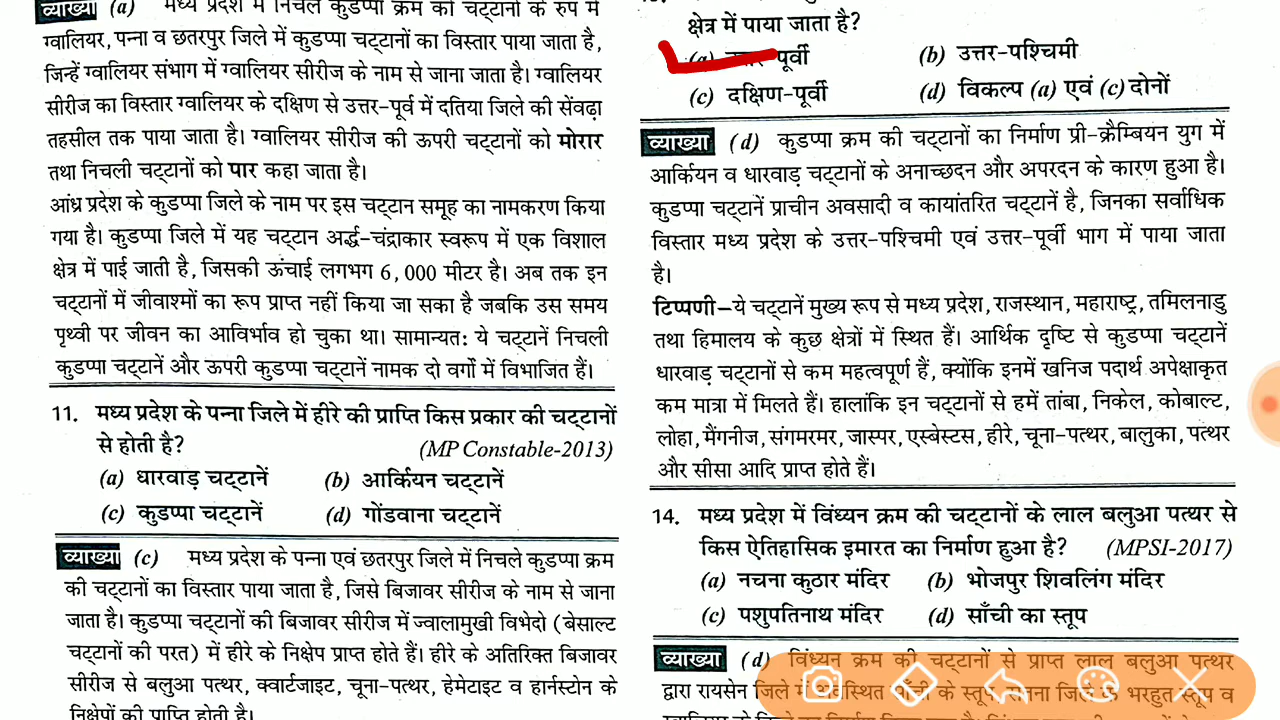 व्याख्या (a) मध्य प्रदेश में निचले कुडप्पा क्रम की चट्टानों के रुप में
ग्वालियर, पन्ना व छतरपुर जिले में कुडप्पा चट्टानों का विस्तार पाया जाता है,
जिन्हें ग्वालियर संभाग में ग्वालियर सीरीज के नाम से जाना जाता है। ग्वालियर
सीरीज का विस्तार ग्वालियर के दक्षिण से उत्तर-पूर्व में दतिया जिले की सेंवढ़ा
तहसील तक पाया जाता है। ग्वालियर सीरीज की ऊपरी चट्टानों को मोरार
तथा निचली चट्टानों को पार कहा जाता है।
आंध्र प्रदेश के कुडप्पा जिले के नाम पर इस चट्टान समूह का नामकरण किया
गया है। कुडप्पा जिले में यह चट्टान अर्द्ध-चंद्राकार स्वरूप में एक विशाल
क्षेत्र में पाई जाती है, जिसकी ऊंचाई लगभग 6,000 मीटर है। अब तक इन
चट्टानों में जीवाश्मों का रूप प्राप्त नहीं किया जा सका है जबकि उस समय
पृथ्वी पर जीवन का आविर्भाव हो चुका था। सामान्यत: ये चट्टानें निचली
कुडप्पा चट्टानें और ऊपरी कुडप्पा चट्टानें नामक दो वर्गों में विभाजित हैं।
11. मध्य प्रदेश के पन्ना जिले में हीरे की प्राप्ति किस प्रकार की चट्टानों
से होती है? (MP Constable-2013)
(a) धारवाड़ चट्टानें (b) आर्कियन चट्टानें
(c) कुडप्पा चट्टानें (d) गोंडवाना चट्टानें
व्याख्या (c) मध्य प्रदेश के पन्ना एवं छतरपुर जिले में निचले कुडप्पा क्रम
की चट्टानों का विस्तार पाया जाता है, जिसे बिजावर सीरीज के नाम से जाना
जाता है। कुडप्पा चट्टानों की बिजावर सीरीज में ज्वालामुखी विभेदो (बेसाल्ट
चट्टानों की परत) में हीरे के निक्षेप प्राप्त होते हैं। हीरे के अतिरिक्त बिजावर
सीरीज से बलुआ पत्थर, क्वार्टजाइट, चूना-पत्थर, हेमेटाइट व हार्नस्टोन के
निक्षेपों की प्राप्ति होती है।
क्षेत्र में पाया जाता है?
(a) पूर्वी (b) उत्तर-पश्चिमी
(c) दक्षिण-पूर्वी (d) विकल्प (a) एवं (c) दोनों
व्याख्या (d) कुडप्पा क्रम की चट्टानों का निर्माण प्री-क्रैम्बियन युग में
आर्कियन व धारवाड़ चट्टानों के अनाच्छदन और अपरदन के कारण हुआ है।
कुडप्पा चट्टानें प्राचीन अवसादी व कायांतरित चट्टानें है, जिनका सर्वाधिक
विस्तार मध्य प्रदेश के उत्तर-पश्चिमी एवं उत्तर-पूर्वी भाग में पाया जाता
है।
टिप्पणी–ये चट्टानें मुख्य रूप से मध्य प्रदेश, राजस्थान, महाराष्ट्र, तमिलनाडु
तथा हिमालय के कुछ क्षेत्रों में स्थित हैं। आर्थिक दृष्टि से कुडप्पा चट्टानें
धारवाड़ चट्टानों से कम महत्वपूर्ण हैं, क्योंकि इनमें खनिज पदार्थ अपेक्षाकृत
कम मात्रा में मिलते हैं। हालांकि इन चट्टानों से हमें तांबा, निकेल, कोबाल्ट,
लोहा, मैंगनीज, संगमरमर, जास्पर, एस्बेस्टस, हीरे, चूना-पत्थर, बालुका, पत्थर
और सीसा आदि प्राप्त होते हैं।
14. मध्य प्रदेश में विंध्यन क्रम की चट्टानों के लाल बलुआ पत्थर से
किस ऐतिहासिक इमारत का निर्माण हुआ है? (MPSI-2017)
(a) नचना कुठार मंदिर (b) भोजपुर शिवलिंग मंदिर
(c) पशुपतिनाथ मंदिर (d) साँची का स्तूप
व्याख्या (d) विंध्यन क्रम की चट्टानों से प्राप्त लाल बलुआ पत्थर
द्वारा रायसेन जिले में अवस्थित साँची के स्तूप, सतना जिले के भरहुत स्तूप व